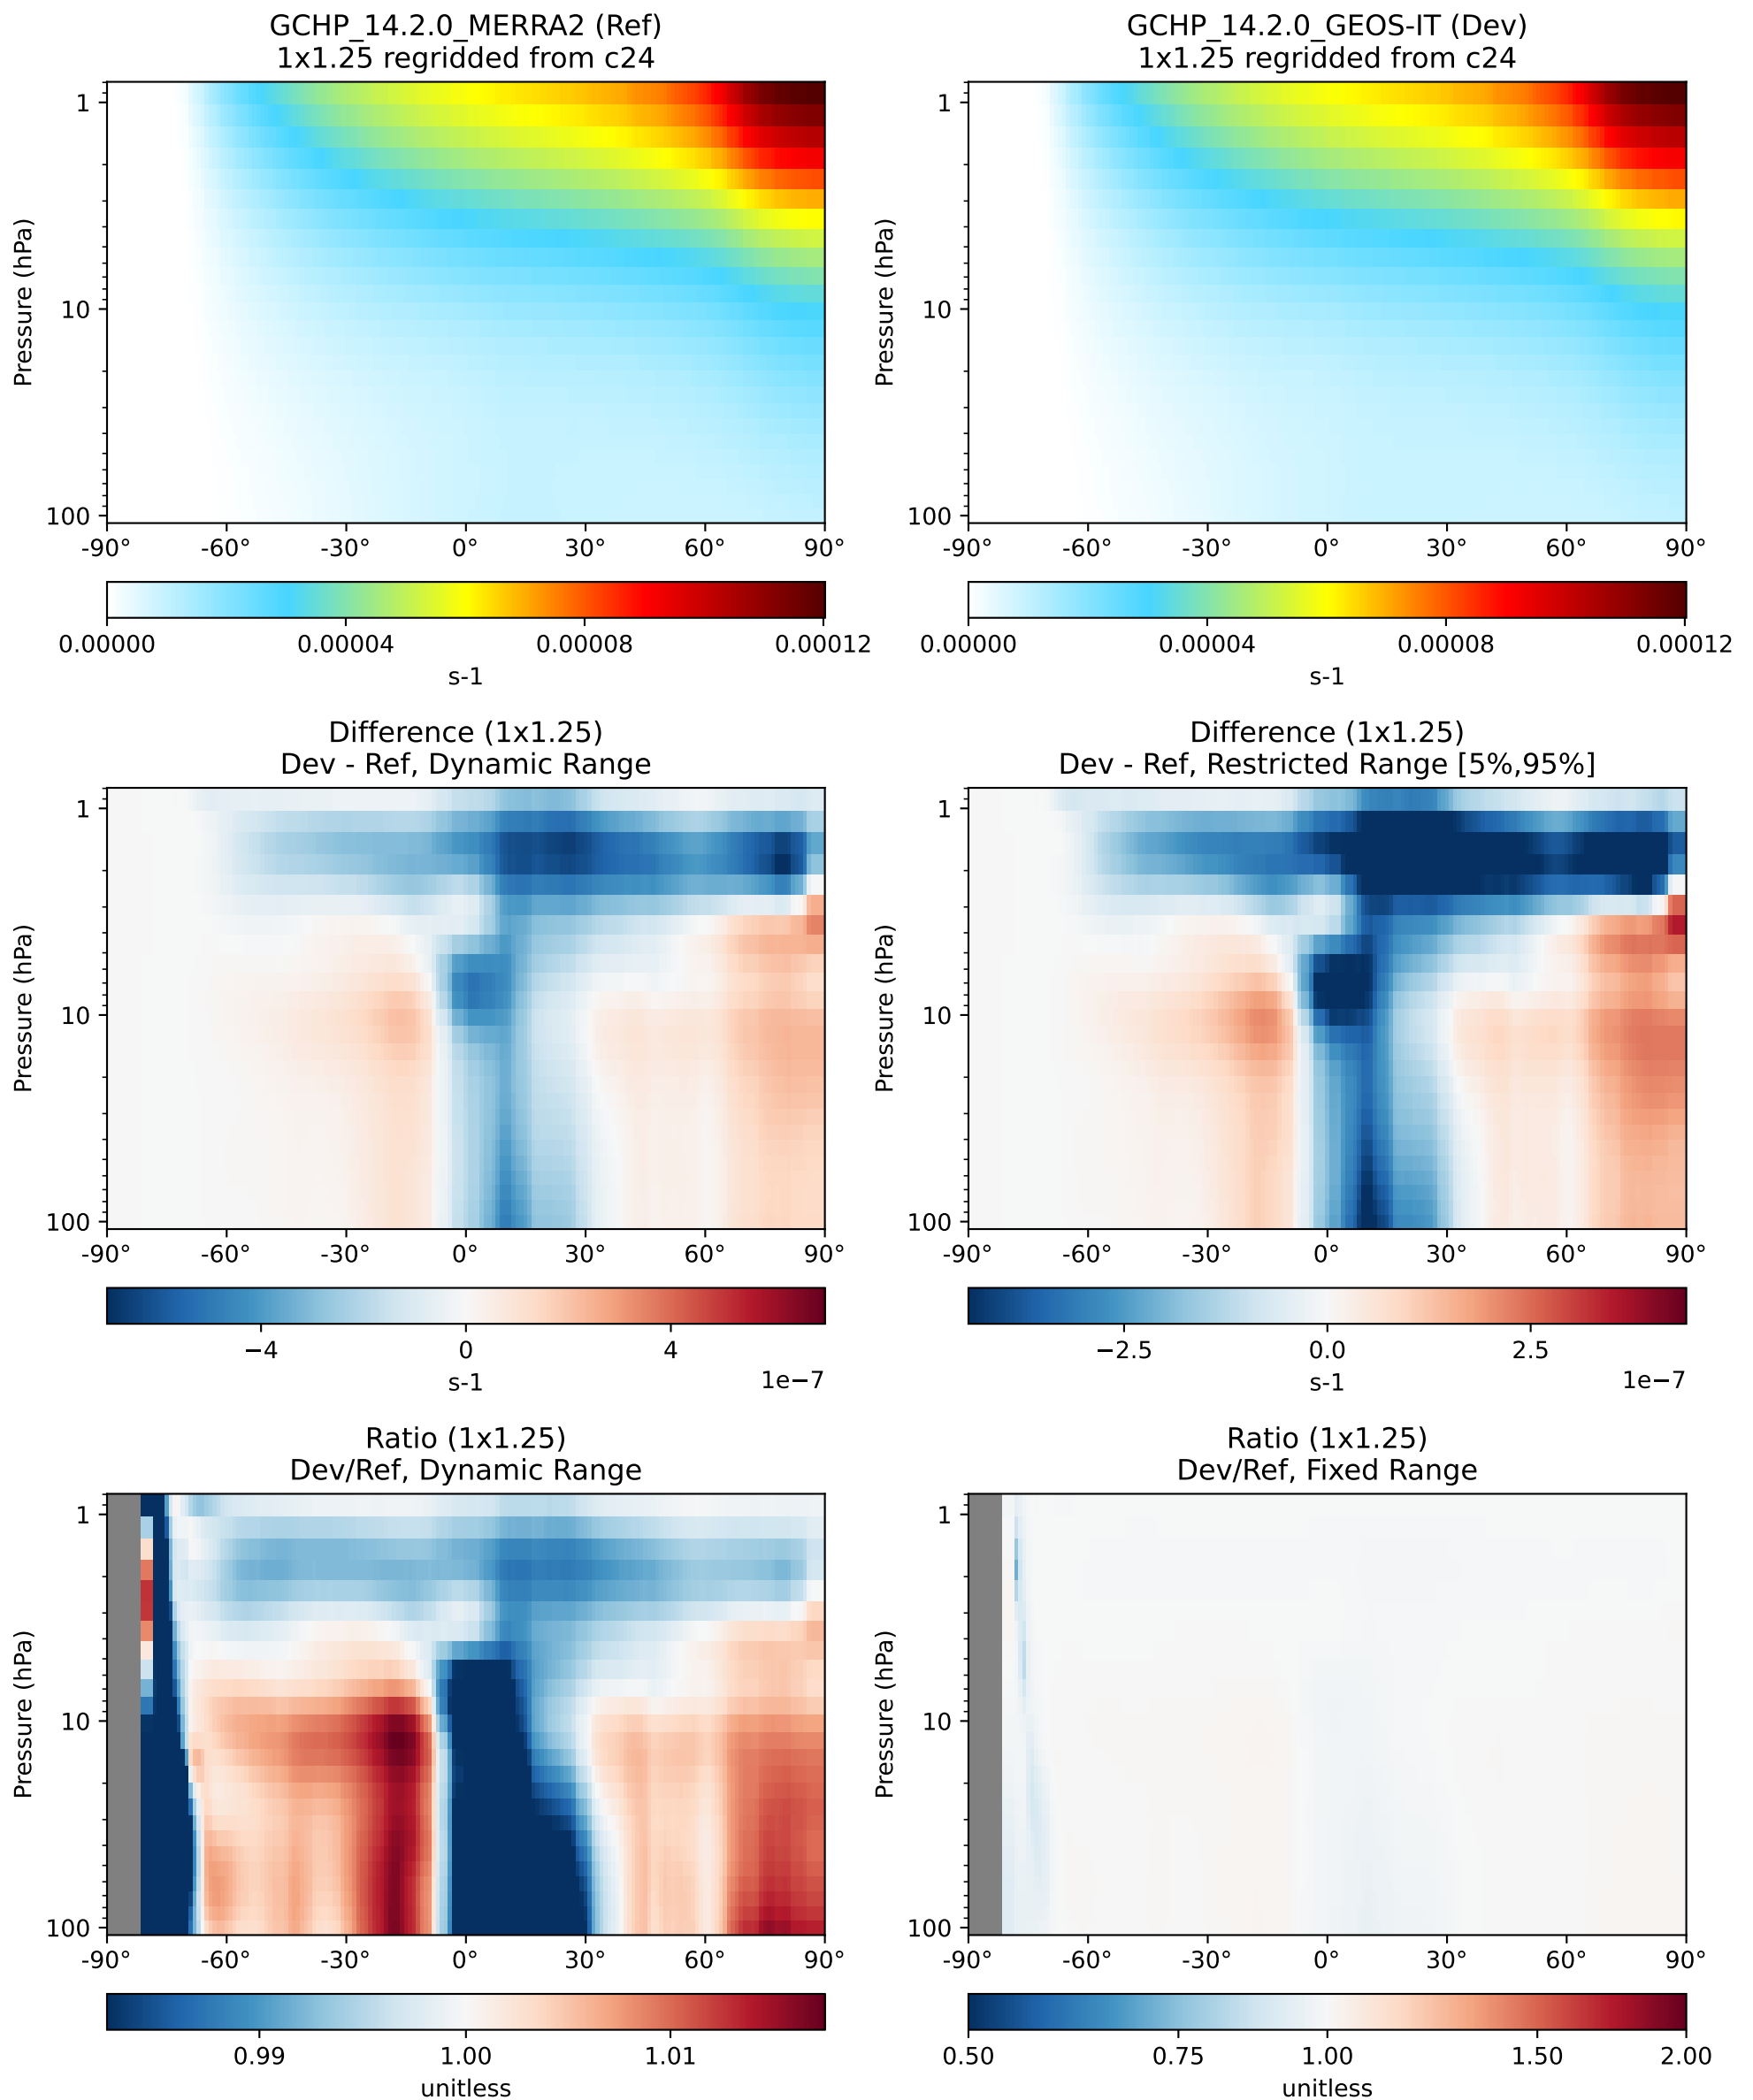 GCHP_14.2.0_MERRA2 (Ref)
1x1.25 regridded from c24
Pressure (hPa)
1
10
100
-90° -60° -30° 0° 30° 60° 90°
0.00000 0.00004 0.00008 0.00012
s-1
GCHP_14.2.0_GEOS-IT (Dev)
1x1.25 regridded from c24
Pressure (hPa)
1
10
100
-90° -60° -30° 0° 30° 60° 90°
0.00000 0.00004 0.00008 0.00012
s-1
Difference (1x1.25)
Dev - Ref, Dynamic Range
Pressure (hPa)
1
10
100
-90° -60° -30° 0° 30° 60° 90°
−4 0 4
1e−7
s-1
Difference (1x1.25)
Dev - Ref, Restricted Range [5%,95%]
Pressure (hPa)
1
10
100
-90° -60° -30° 0° 30° 60° 90°
−2.5 0.0 2.5
1e−7
s-1
Ratio (1x1.25)
Dev/Ref, Dynamic Range
Pressure (hPa)
1
10
100
-90° -60° -30° 0° 30° 60° 90°
0.99 1.00 1.01
unitless
Ratio (1x1.25)
Dev/Ref, Fixed Range
Pressure (hPa)
1
10
100
-90° -60° -30° 0° 30° 60° 90°
0.50 0.75 1.00 1.50 2.00
unitless